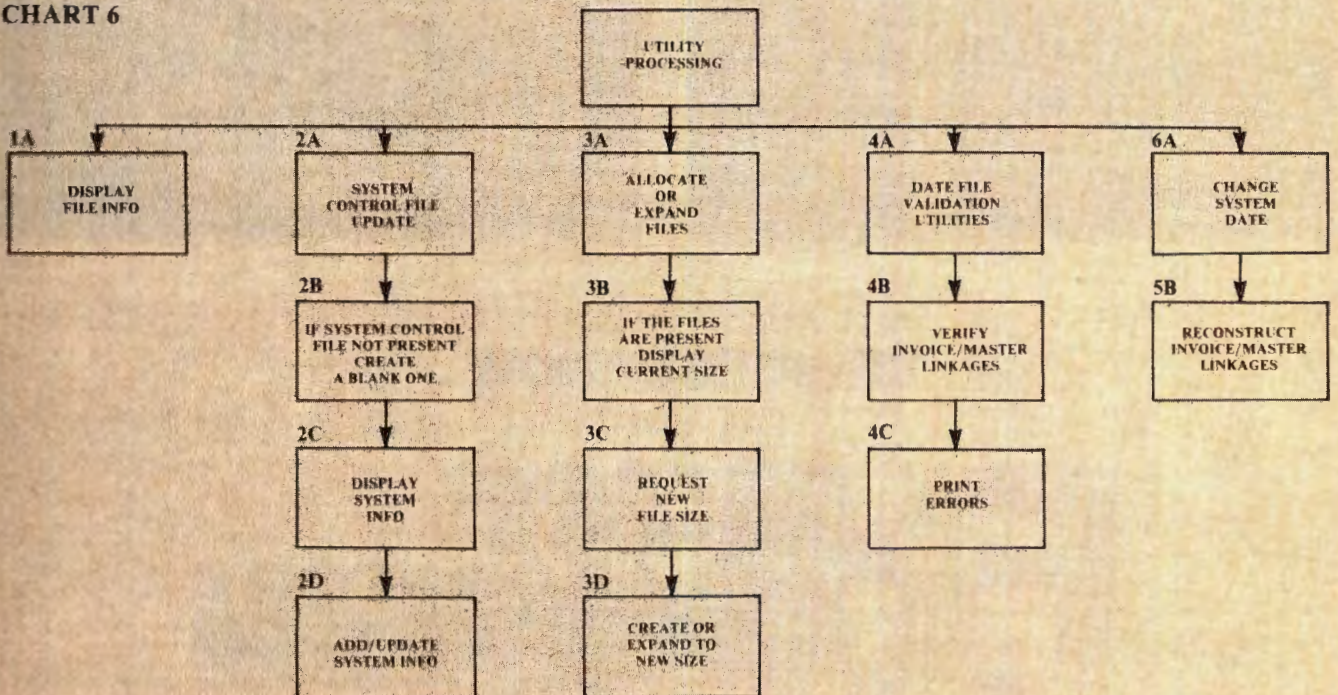 CHART 6
UTILITY
PROCESSING
1A
DISPLAY
FILE INFO
2A
SYSTEM
CONTROL FILE
UPDATE
3A
ALLOCATE
OR
EXPAND
FILES
4A
DATE FILE
VALIDATION
UTILITIES
6A
CHANGE
SYSTEM
DATE
2B
IF SYSTEM CONTROL
FILE NOT PRESENT
CREATE
A BLANK ONE
3B
IF THE FILES
ARE PRESENT
DISPLAY
CURRENT SIZE
4B
VERIFY
INVOICE/MASTER
LINKAGES
5B
RECONSTRUCT
INVOICE/MASTER
LINKAGES
2C
DISPLAY
SYSTEM
INFO
3C
REQUEST
NEW
FILE SIZE
4C
PRINT
ERRORS
2D
ADD/UPDATE
SYSTEM INFO
3D
CREATE OR
EXPAND TO
NEW SIZE